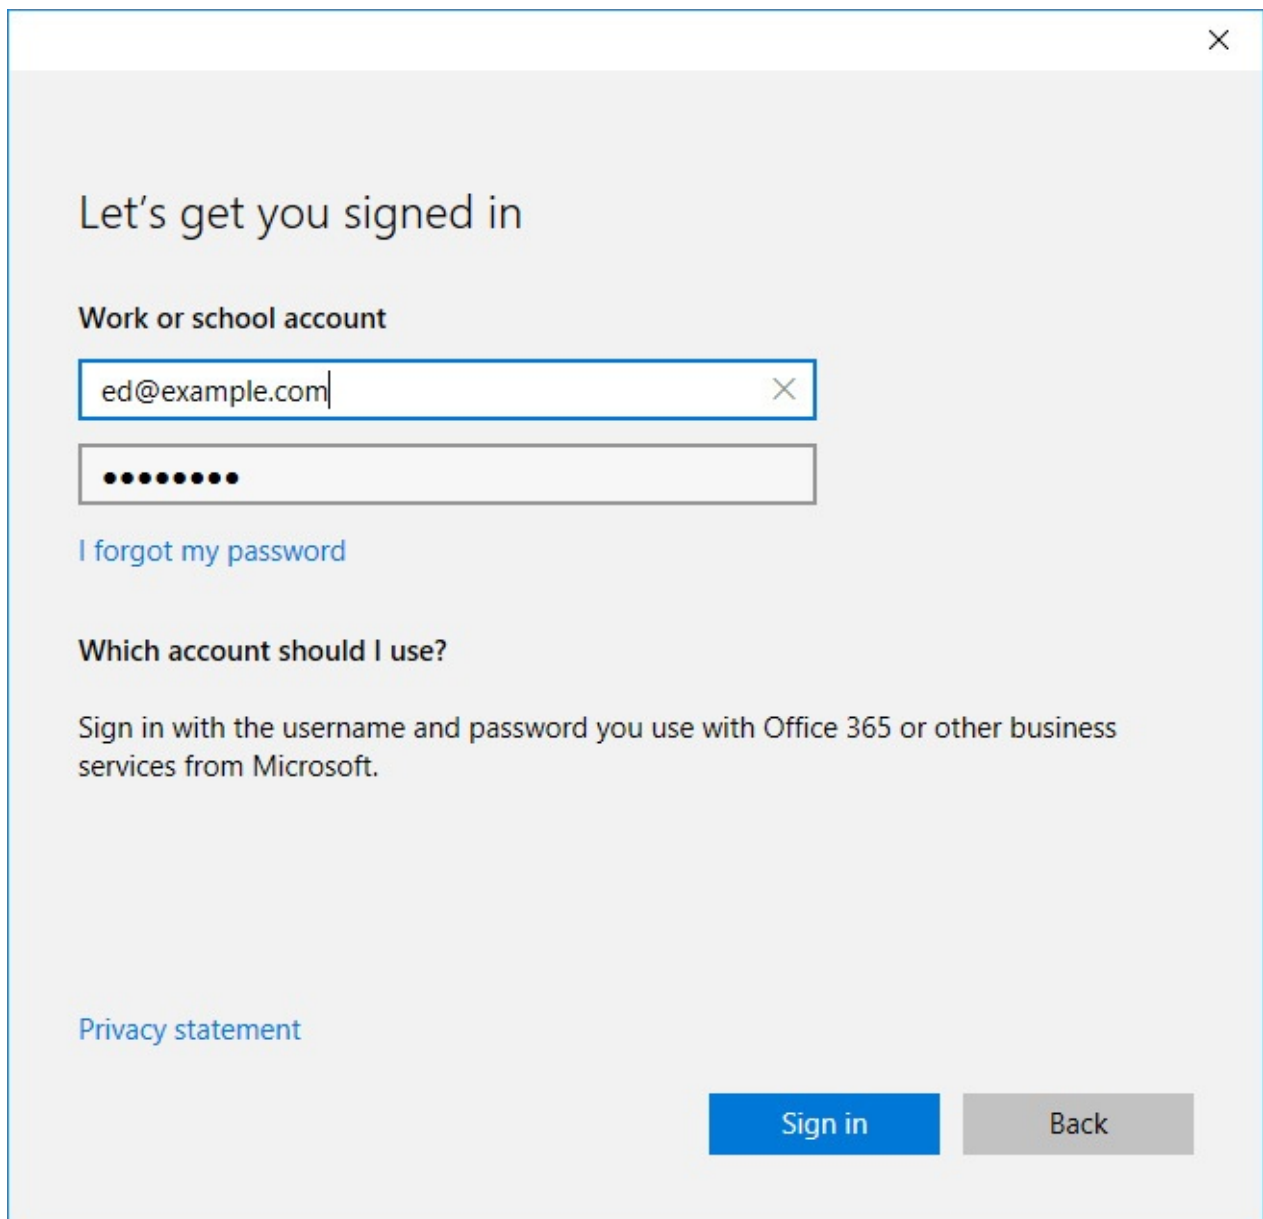 Let's get you signed in
Work or school account
ed@example.com
●●●●●●●●
I forgot my password
Which account should I use?
Sign in with the username and password you use with Office 365 or other business
services from Microsoft.
Privacy statement
Sign in
Back